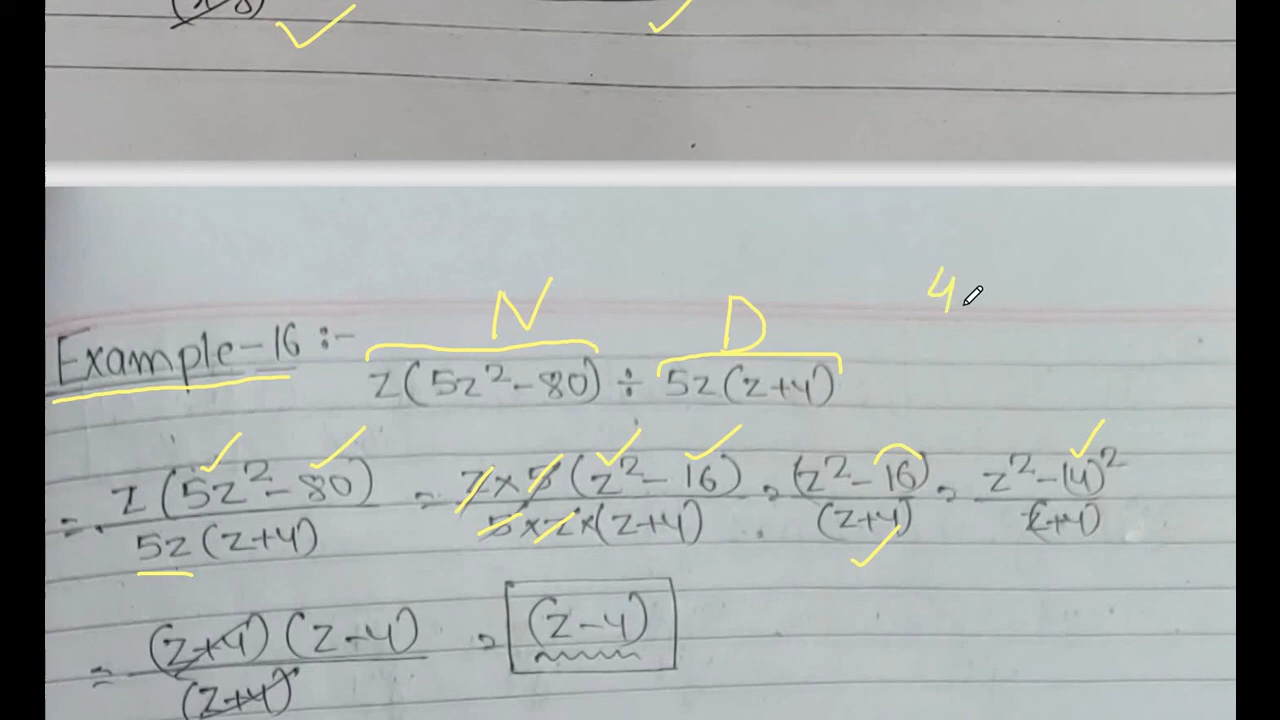 4
N D
Example-16 :- z(5z²-80) ÷ 5z(z+4)
= z(5z²-80) / 5z(z+4) = z×5(z²-16) / 5×z×(z+4) = (z²-16) / (z+4) = z²-(4)² / (z+4)
= (z+4)(z-4) / (z+4) = (z-4)